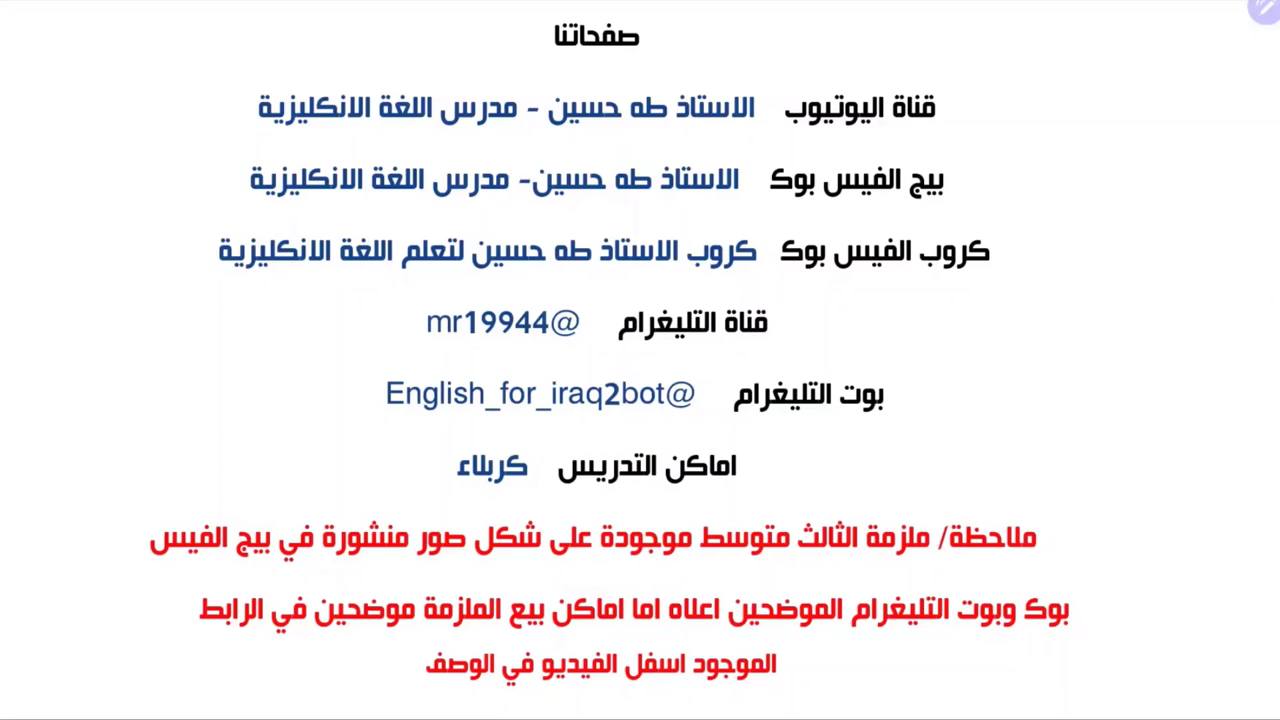 صفحاتنا
قناة اليوتيوب الاستاذ طه حسين - مدرس اللغة الانكليزية
بيج الفيس بوك الاستاذ طه حسين- مدرس اللغة الانكليزية
كروب الفيس بوك كروب الاستاذ طه حسين لتعلم اللغة الانكليزية
قناة التليغرام @mr19944
بوت التليغرام @English_for_iraq2bot
اماكن التدريس كربلاء
ملاحظة/ ملزمة الثالث متوسط موجودة على شكل صور منشورة في بيج الفيس
بوك وبوت التليغرام الموضحين اعلاه اما اماكن بيع الملزمة موضحين في الرابط
الموجود اسفل الفيديو في الوصف